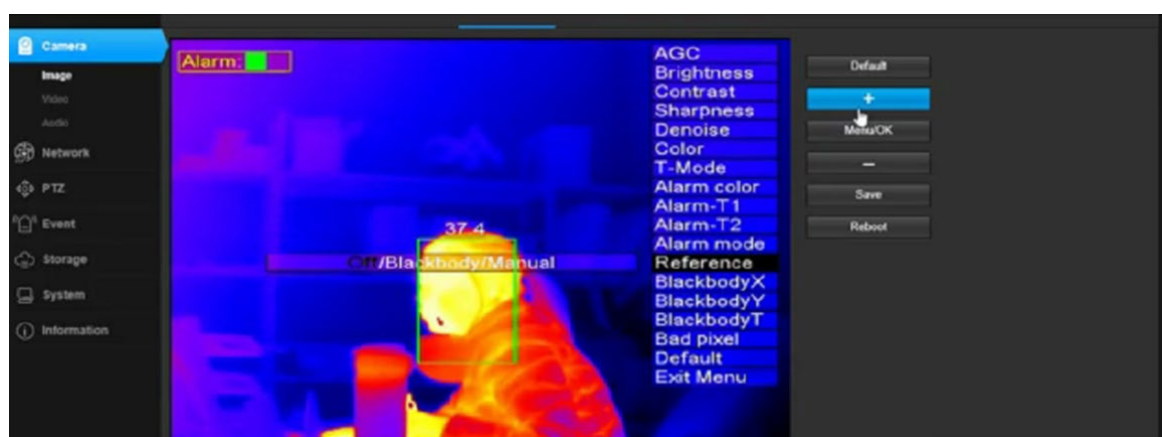 Camera
Image
Video
Audio
Network
PTZ
Event
Storage
System
Information
Alarm:
37.4
Off/Blackbody/Manual
AGC
Brightness
Contrast
Sharpness
Denoise
Color
T-Mode
Alarm color
Alarm-T1
Alarm-T2
Alarm mode
Reference
BlackbodyX
BlackbodyY
BlackbodyT
Bad pixel
Default
Exit Menu
Default
+
Menu/OK
–
Save
Reboot